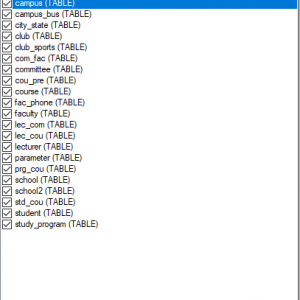 campus (TABLE)
campus_bus (TABLE)
city_state (TABLE)
club (TABLE)
club_sports (TABLE)
com_fac (TABLE)
committee (TABLE)
cou_pre (TABLE)
course (TABLE)
fac_phone (TABLE)
faculty (TABLE)
lec_com (TABLE)
lec_cou (TABLE)
lecturer (TABLE)
parameter (TABLE)
prg_cou (TABLE)
school (TABLE)
school2 (TABLE)
std_cou (TABLE)
student (TABLE)
study_program (TABLE)